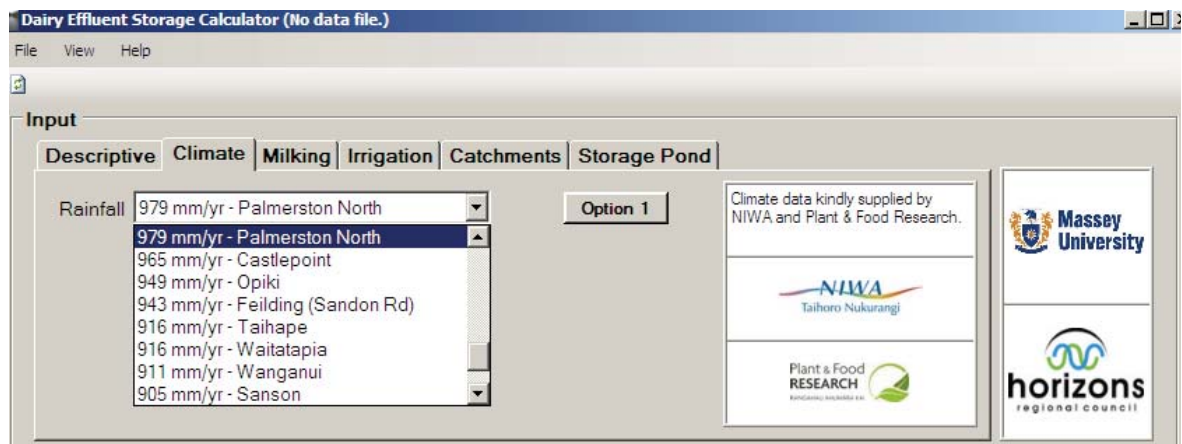 Dairy Effluent Storage Calculator (No data file.)
File View Help
Input
Descriptive Climate Milking Irrigation Catchments Storage Pond
Rainfall 979 mm/yr - Palmerston North
Option 1
979 mm/yr - Palmerston North
965 mm/yr - Castlepoint
949 mm/yr - Opiki
943 mm/yr - Feilding (Sandon Rd)
916 mm/yr - Taihape
916 mm/yr - Waitatapia
911 mm/yr - Wanganui
905 mm/yr - Sanson
Climate data kindly supplied by
NIWA and Plant & Food Research.
NIWA
Taihoro Nukurangi
Plant & Food
RESEARCH
Massey
University
horizons
regional council